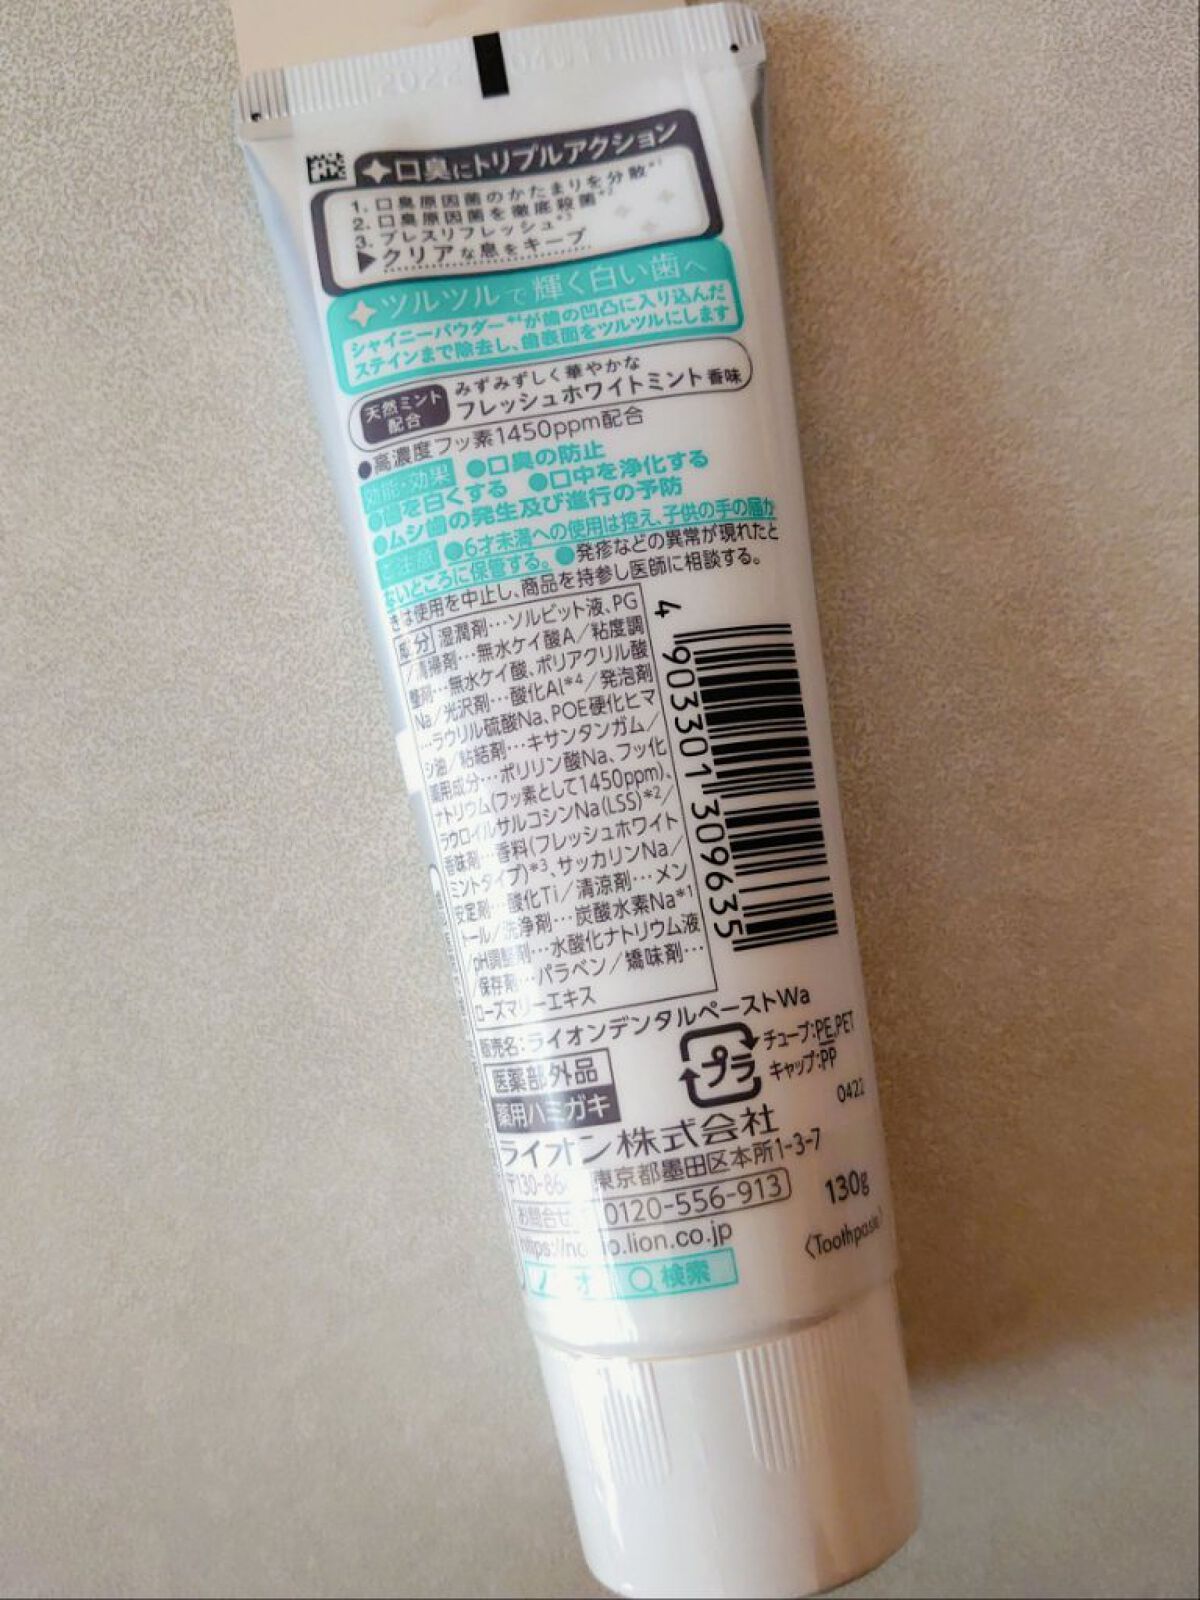 2022
✦口臭にトリプルアクション
1. 口臭原因菌のかたまりを分散*1
2. 口臭原因菌を徹底殺菌*2
3. ブレスリフレッシュ*3
▶クリアな息をキープ
✦ツルツルで輝く白い歯へ
シャイニーパウダー*4が歯の凹凸に入り込んだ
ステインまで除去し、歯表面をツルツルにします
天然ミント
配合
みずみずしく華やかな
フレッシュホワイトミント香味
●高濃度フッ素1450ppm配合
効能・効果 ●口臭の防止
●歯を白くする ●口中を浄化する
●ムシ歯の発生及び進行の予防
ご注意 ●6才未満への使用は控え、子供の手の届か
ないところに保管する。●発疹などの異常が現れたと
きは使用を中止し、商品を持参し医師に相談する。
成分 湿潤剤…ソルビット液、PG
/清掃剤…無水ケイ酸A/粘度調
整剤…無水ケイ酸、ポリアクリル酸
Na/光沢剤…酸化Al*4/発泡剤
…ラウリル硫酸Na、POE硬化ヒマ
シ油/粘結剤…キサンタンガム/
薬用成分…ポリリン酸Na、フッ化
ナトリウム(フッ素として1450ppm)、
ラウロイルサルコシンNa(LSS)*2/
香味剤…香料(フレッシュホワイト
ミントタイプ)*3、サッカリンNa/
安定剤…酸化Ti/清涼剤…メン
トール/洗浄剤…炭酸水素Na*1
pH調整剤…水酸化ナトリウム液
保存剤…パラベン/矯味剤…
ローズマリーエキス
4 903301 309635
販売名:ライオンデンタルペーストWa
医薬部外品
薬用ハミガキ
プラ
チューブ:PE,PET
キャップ:PP
0422
ライオン株式会社
〒130-86 東京都墨田区本所1-3-7
お問合せ 0120-556-913
130g
io.lion.co.jp
検索